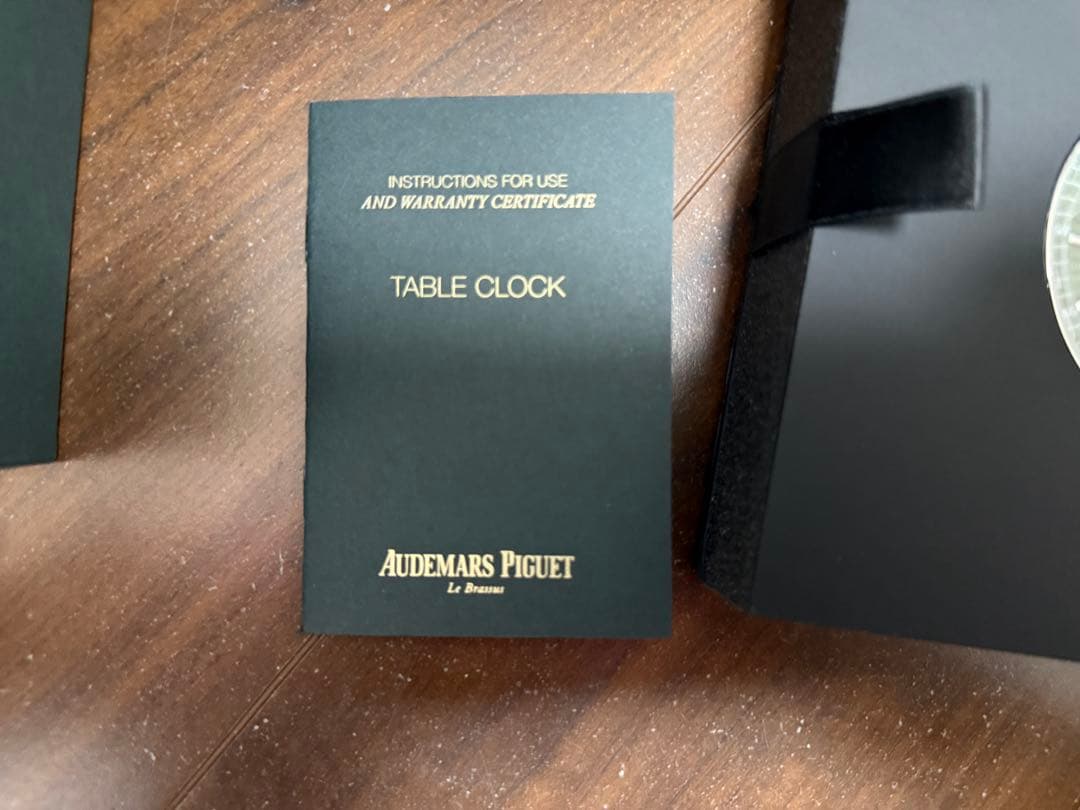 INSTRUCTIONS FOR USE
AND WARRANTY CERTIFICATE
TABLE CLOCK
AUDEMARS PIGUET
Le Brassus